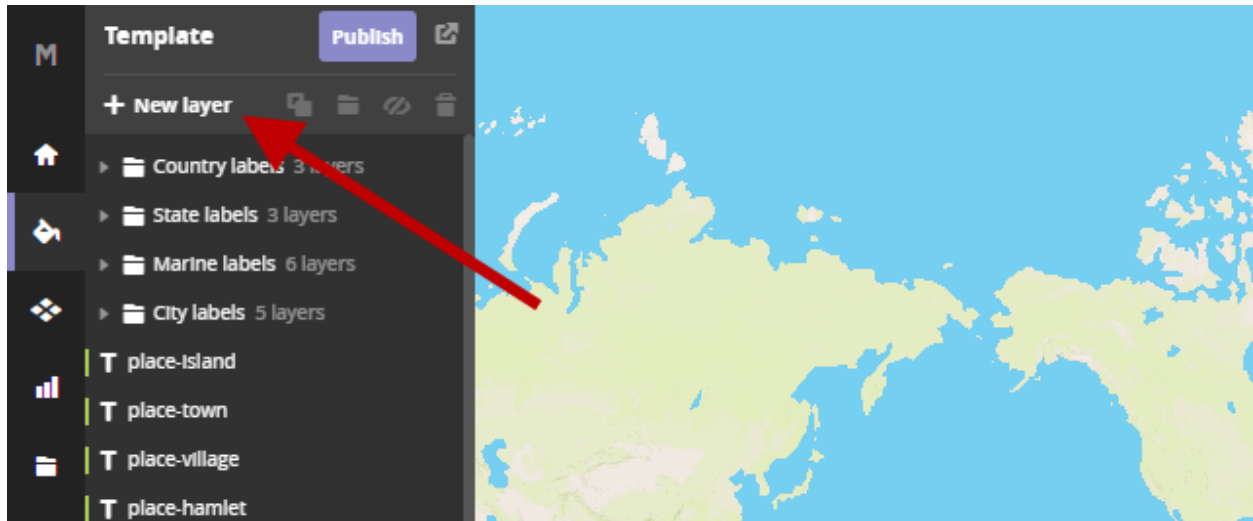 M
Template Publish
+ New layer
Country labels 3 layers
State labels 3 layers
Marine labels 6 layers
City labels 5 layers
T place-island
T place-town
T place-village
T place-hamlet